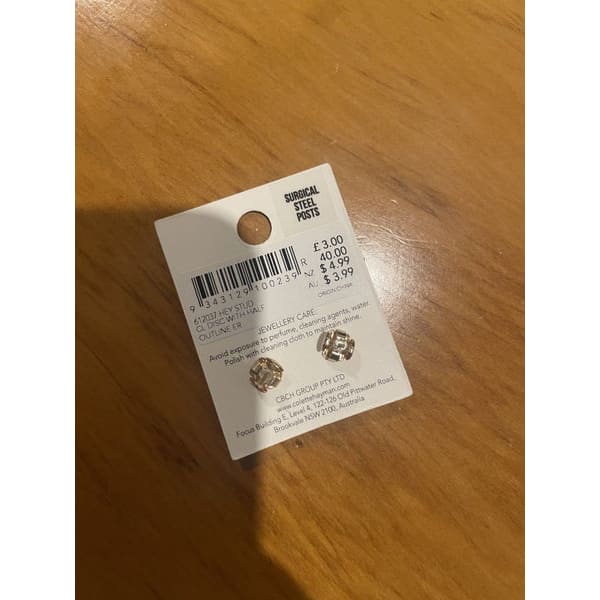 SURGICAL
STEEL
POSTS
£ 3.00
R 40.00
NZ $ 4.99
AU $ 3.99
ORIGIN CHINA
9 343129 100239
612037 HEY STUD
CL DISC WITH HALF
OUTLINE ER
JEWELLERY CARE:
Avoid exposure to perfume, cleaning agents, water.
Polish with cleaning cloth to maintain shine.
CBCH GROUP PTY LTD
www.colettehayman.com
Focus Building E, Level 4, 122-126 Old Pittwater Road,
Brookvale NSW 2100, Australia